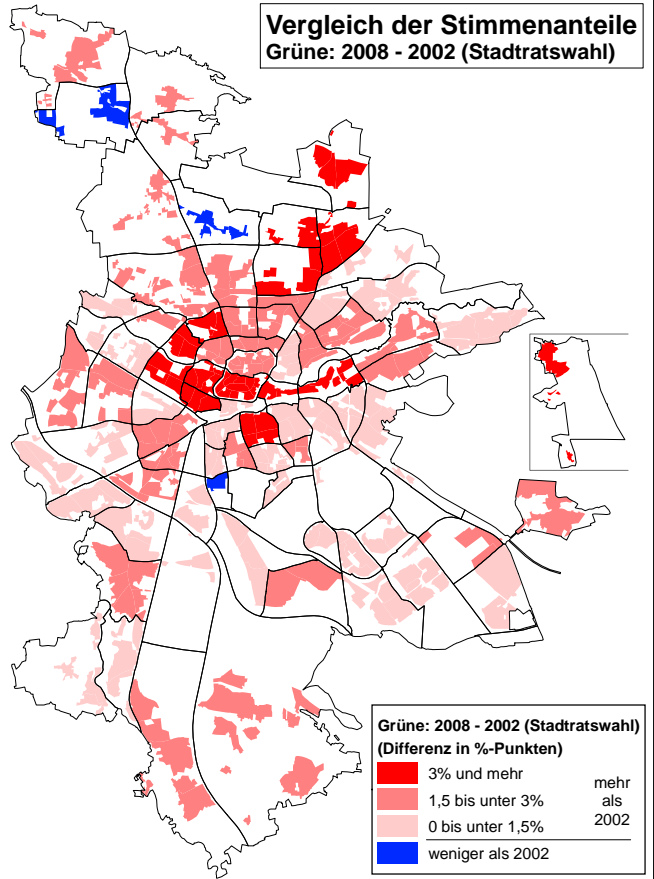 Vergleich der Stimmenanteile
Grüne: 2008 - 2002 (Stadtratswahl)
Grüne: 2008 - 2002 (Stadtratswahl)
(Differenz in %-Punkten)
3% und mehr
1,5 bis unter 3%
0 bis unter 1,5%
mehr
als
2002
weniger als 2002